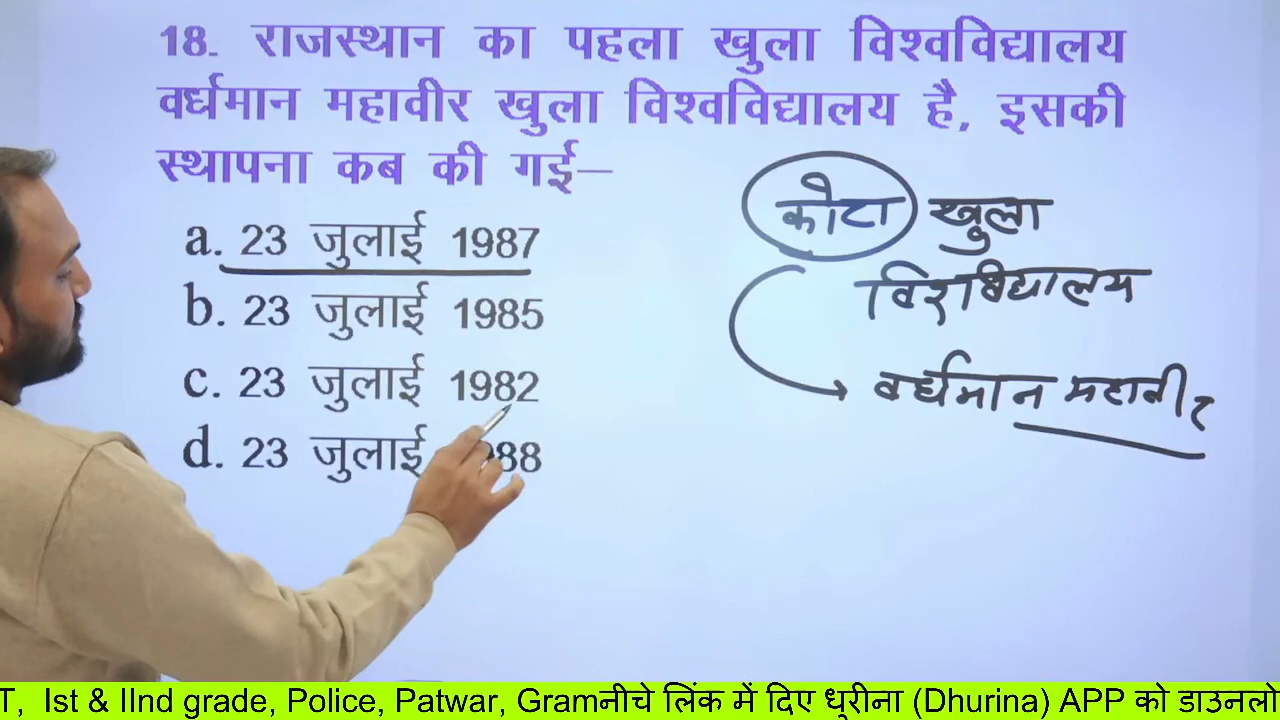 18. राजस्थान का पहला खुला विश्वविद्यालय
वर्धमान महावीर खुला विश्वविद्यालय है, इसकी
स्थापना कब की गई–
a. 23 जुलाई 1987
b. 23 जुलाई 1985
c. 23 जुलाई 1982
d. 23 जुलाई 88
कोटा खुला
विश्वविद्यालय
वर्धमान महावीर
T, Ist & IInd grade, Police, Patwar, Gramनीचे लिंक में दिए धुरीना (Dhurina) APP को डाउनलो